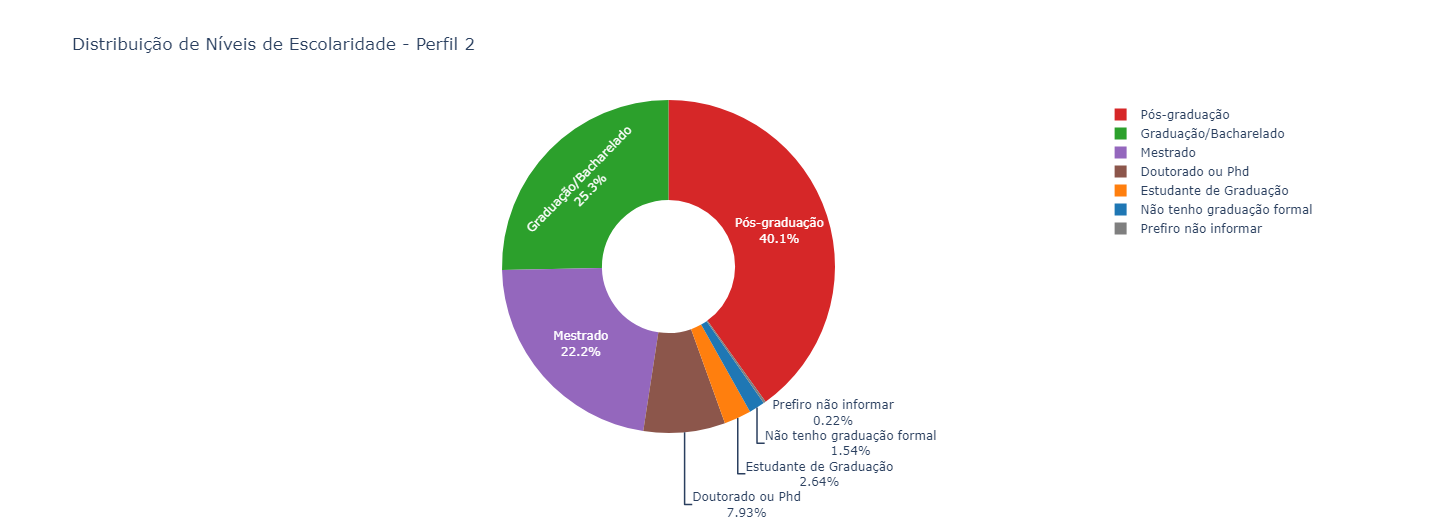 Distribuição de Níveis de Escolaridade - Perfil 2
Pós-graduação
40.1%
Graduação/Bacharelado
25.3%
Mestrado
22.2%
Prefiro não informar
0.22%
Não tenho graduação formal
1.54%
Estudante de Graduação
2.64%
Doutorado ou Phd
7.93%
Pós-graduação
Graduação/Bacharelado
Mestrado
Doutorado ou Phd
Estudante de Graduação
Não tenho graduação formal
Prefiro não informar